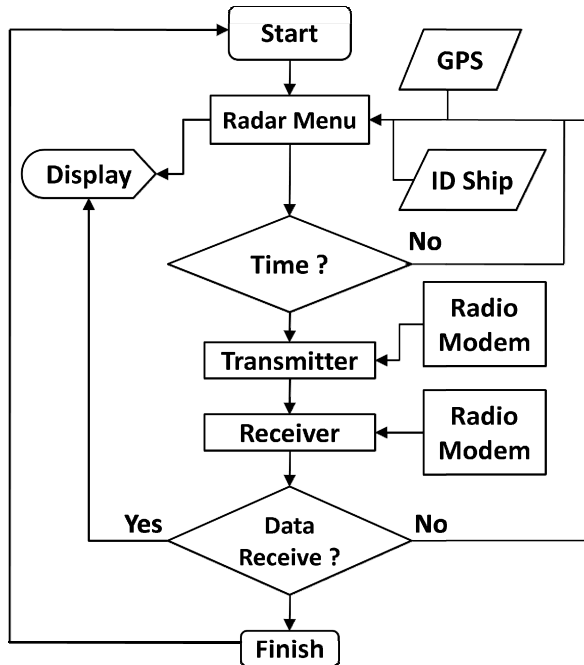 Start
GPS
Radar Menu
Display
ID Ship
No
Time ?
Radio
Modem
Transmitter
Radio
Modem
Receiver
Yes
Data
Receive ?
No
Finish